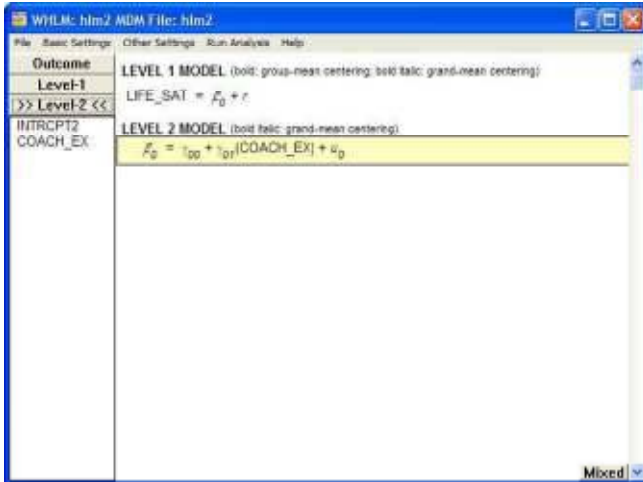 WHLM: hlm2 MDM File: hlm2
File Basic Settings Other Settings Run Analysis Help
Outcome
Level-1
>> Level-2 <<
INTRCPT2
COACH_EX
LEVEL 1 MODEL (bold: group-mean centering; bold italic: grand-mean centering)
LIFE_SAT = β₀ + r
LEVEL 2 MODEL (bold italic: grand-mean centering)
β₀ = γ₀₀ + γ₀₁(COACH_EX) + u₀
Mixed